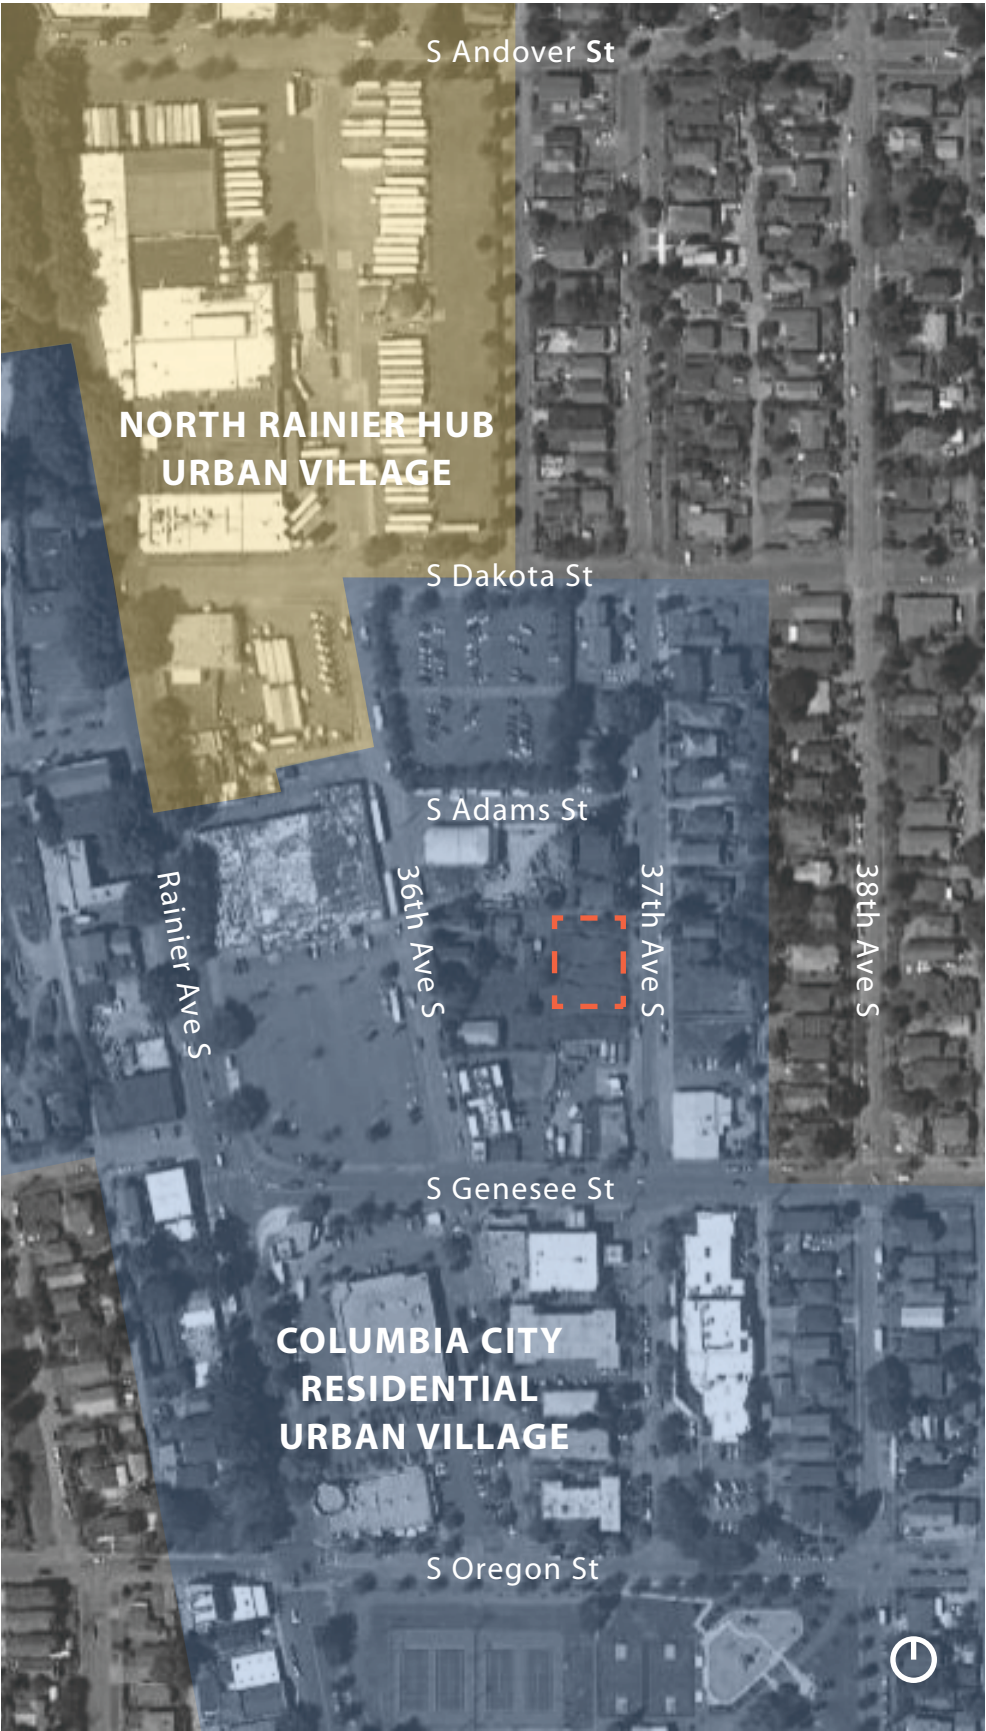 S Andover St
NORTH RAINIER HUB
URBAN VILLAGE
S Dakota St
S Adams St
Rainier Ave S
36th Ave S
37th Ave S
38th Ave S
S Genesee St
COLUMBIA CITY
RESIDENTIAL
URBAN VILLAGE
S Oregon St